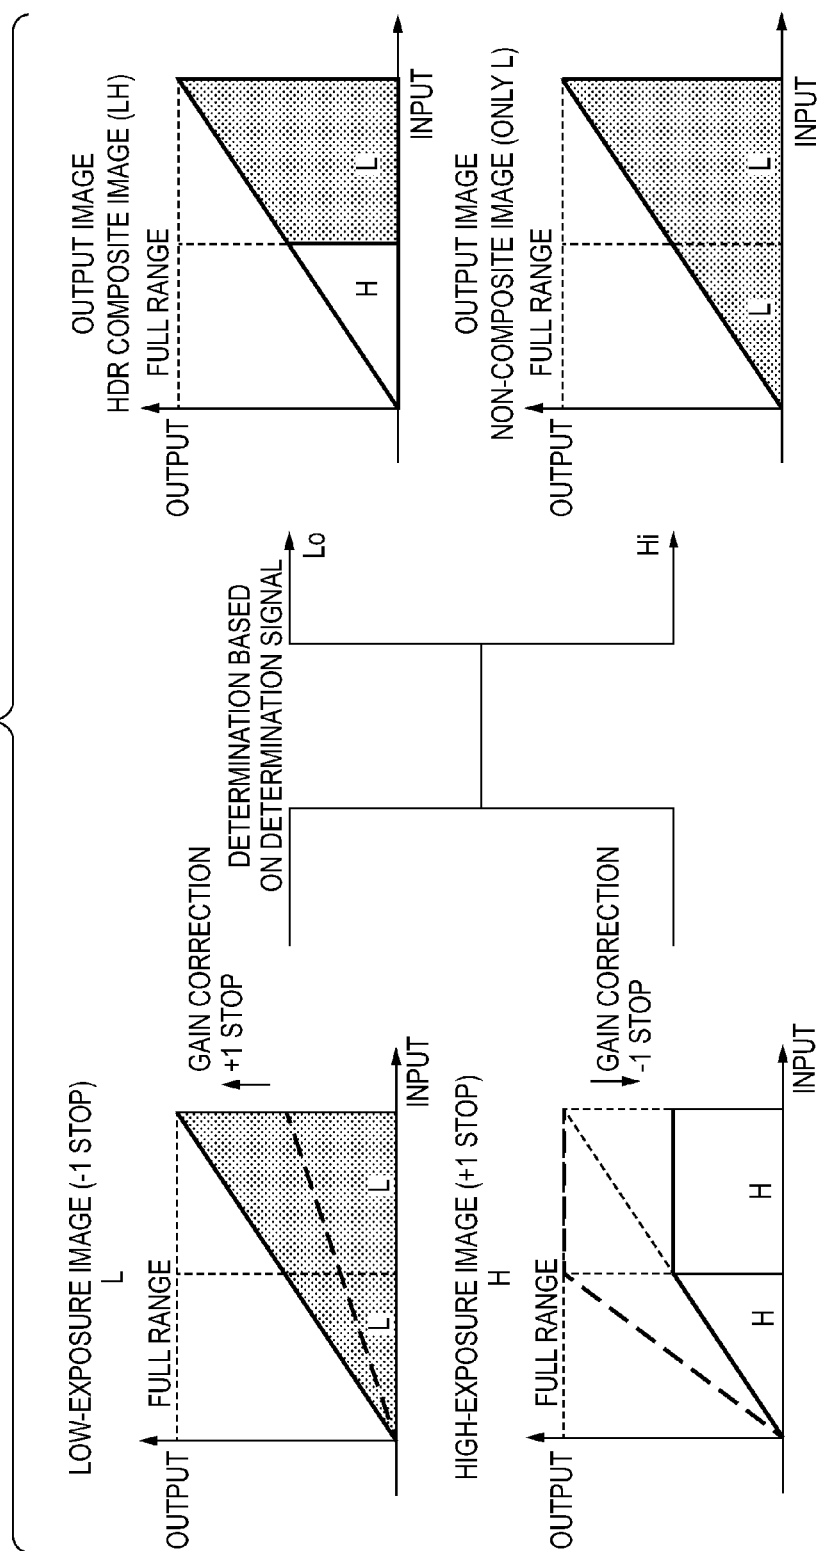 LOW-EXPOSURE IMAGE (-1 STOP)
L
OUTPUT
FULL RANGE
L
L
INPUT
GAIN CORRECTION
+1 STOP
HIGH-EXPOSURE IMAGE (+1 STOP)
H
OUTPUT
FULL RANGE
H
H
INPUT
GAIN CORRECTION
-1 STOP
DETERMINATION BASED
ON DETERMINATION SIGNAL
Lo
Hi
OUTPUT IMAGE
HDR COMPOSITE IMAGE (LH)
OUTPUT
FULL RANGE
H
L
INPUT
OUTPUT IMAGE
NON-COMPOSITE IMAGE (ONLY L)
OUTPUT
FULL RANGE
L
L
INPUT